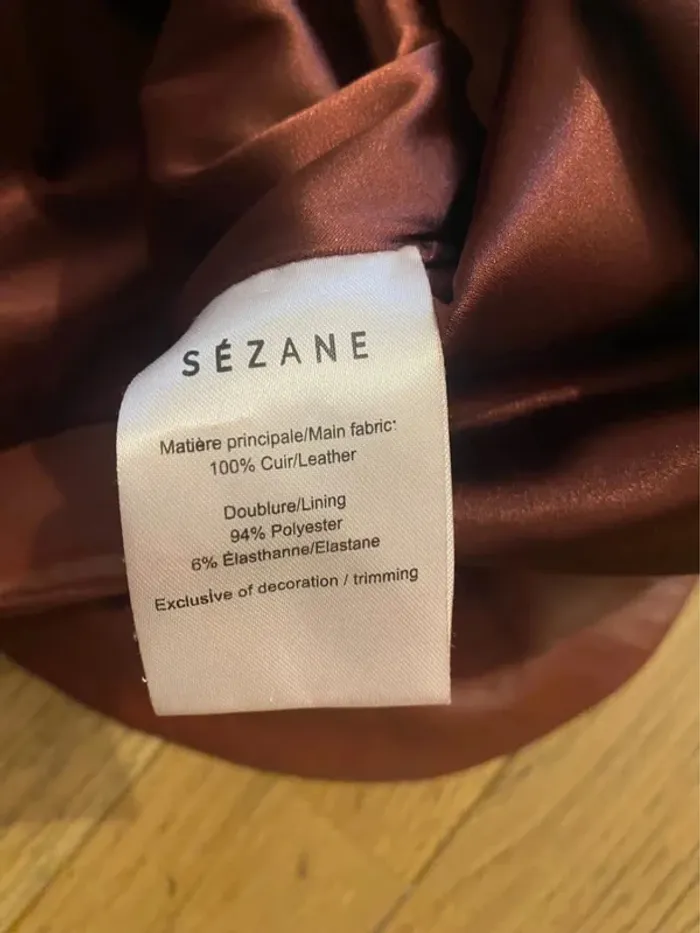 SÉZANE
Matière principale/Main fabric:
100% Cuir/Leather
Doublure/Lining
94% Polyester
6% Élasthanne/Elastane
Exclusive of decoration / trimming